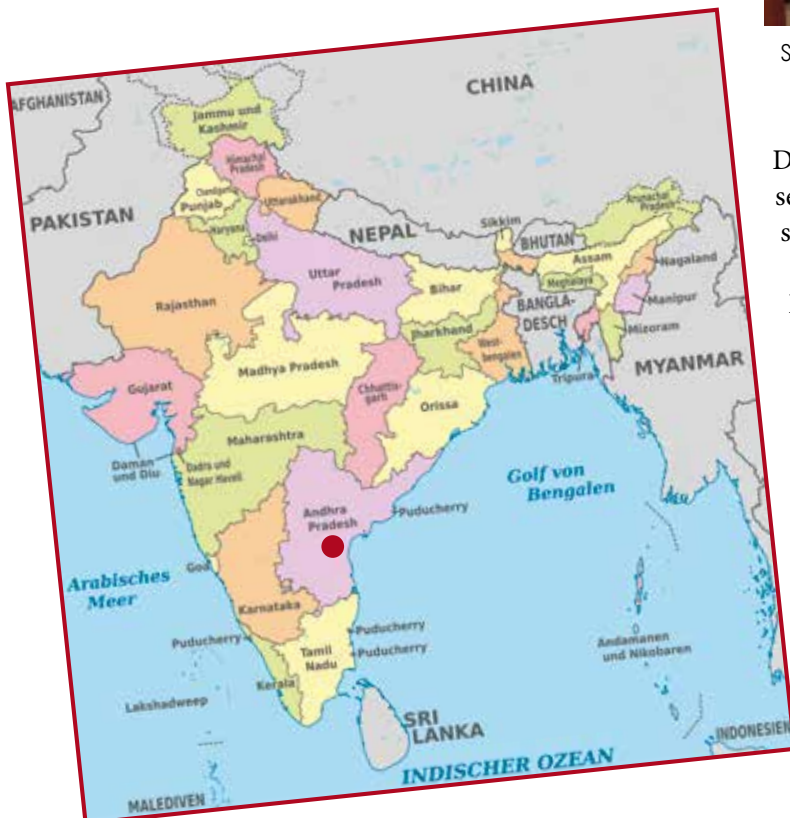 AFGHANISTAN
CHINA
Jammu und
Kashmir
Himachal
Pradesh
Chandigarh
Punjab
Uttarakhand
PAKISTAN
Haryana
Delhi
NEPAL
Sikkim
BHUTAN
Arunachal
Pradesh
Assam
Nagaland
Uttar
Pradesh
Bihar
Meghalaya
Manipur
BANGLA-
DESCH
Rajasthan
Jharkhand
West-
bengalen
Mizoram
Tripura
MYANMAR
Gujarat
Madhya Pradesh
Chhattis-
garh
Orissa
Maharashtra
Daman
und Diu
Dadra und
Nagar Haveli
Golf von
Bengalen
Andhra
Pradesh
Puducherry
Goa
Arabisches
Meer
Karnataka
Puducherry
Puducherry
Puducherry
Tamil
Nadu
Kerala
Lakshadweep
Andamanen
und Nikobaren
SRI
LANKA
INDONESIEN
INDISCHER OZEAN
MALEDIVEN
S
D
se
s